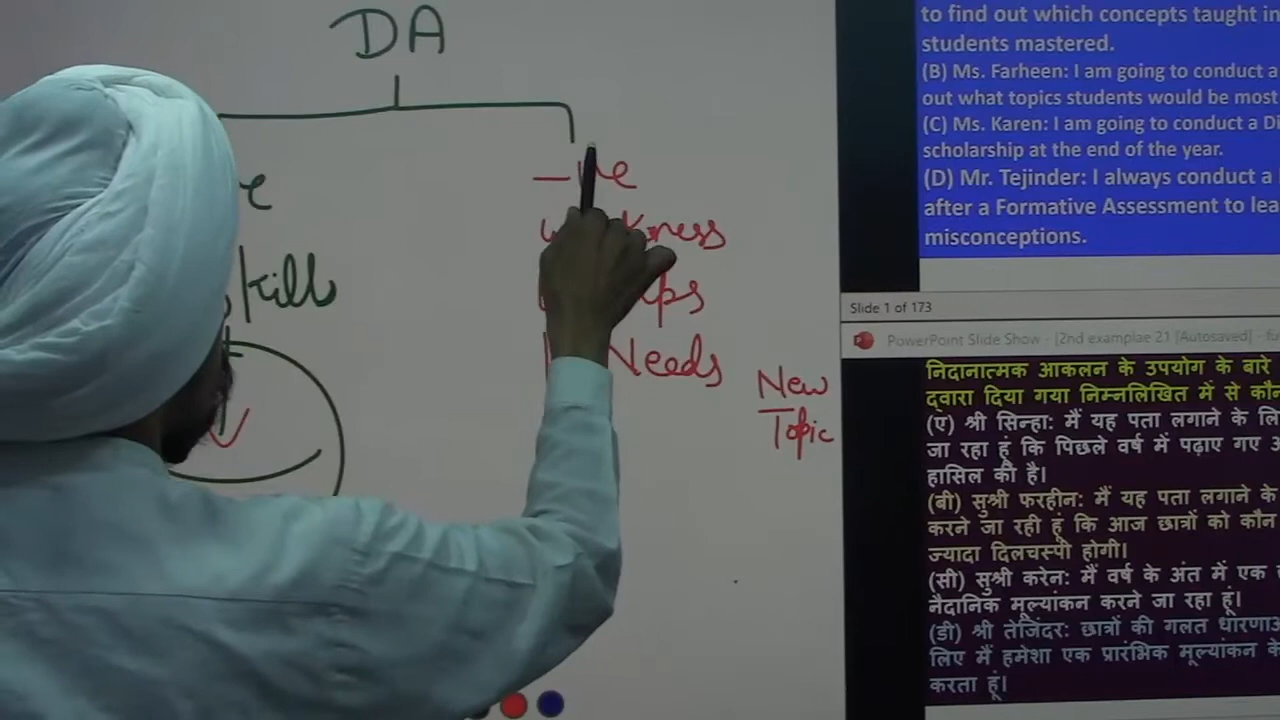 DA
-ve
Gaps
Needs
New
Topic
to find out which concepts taught in
students mastered.
(B) Ms. Farheen: I am going to conduct a
out what topics students would be most
(C) Ms. Karen: I am going to conduct a Di
scholarship at the end of the year.
(D) Mr. Tejinder: I always conduct a
after a Formative Assessment to lea
misconceptions.
Slide 1 of 173
PowerPoint Slide Show - [2nd examplae 21 [Autosaved] - fu
निदानात्मक आकलन के उपयोग के बारे
द्वारा दिया गया निम्नलिखित में से कौन
(ए) श्री सिन्हा: मैं यह पता लगाने के लि
जा रहा हूं कि पिछले वर्ष में पढ़ाए गए अ
हासिल की है।
(बी) सुश्री फरहीन: मैं यह पता लगाने के
करने जा रही हूं कि आज छात्रों को कौन
ज्यादा दिलचस्पी होगी।
(सी) सुश्री करेन: मैं वर्ष के अंत में एक
नैदानिक मूल्यांकन करने जा रहा हूं।
(डी) श्री तेजिंदर: छात्रों की गलत धारणाओ
लिए मैं हमेशा एक प्रारंभिक मूल्यांकन के
करता हूं।